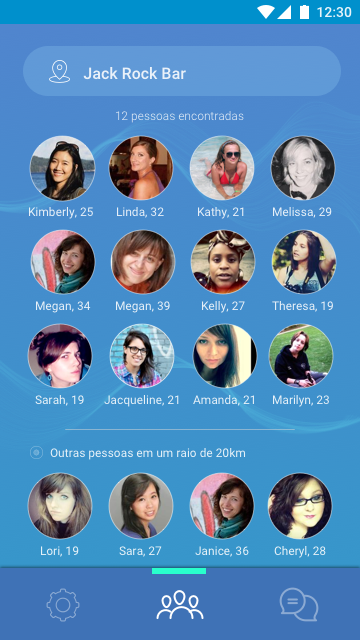 12:30
Jack Rock Bar
12 pessoas encontradas
Kimberly, 25
Linda, 32
Kathy, 21
Melissa, 29
Megan, 34
Megan, 39
Kelly, 27
Theresa, 19
Sarah, 19
Jacqueline, 21
Amanda, 21
Marilyn, 23
Outras pessoas em um raio de 20km
Lori, 19
Sara, 27
Janice, 36
Cheryl, 28